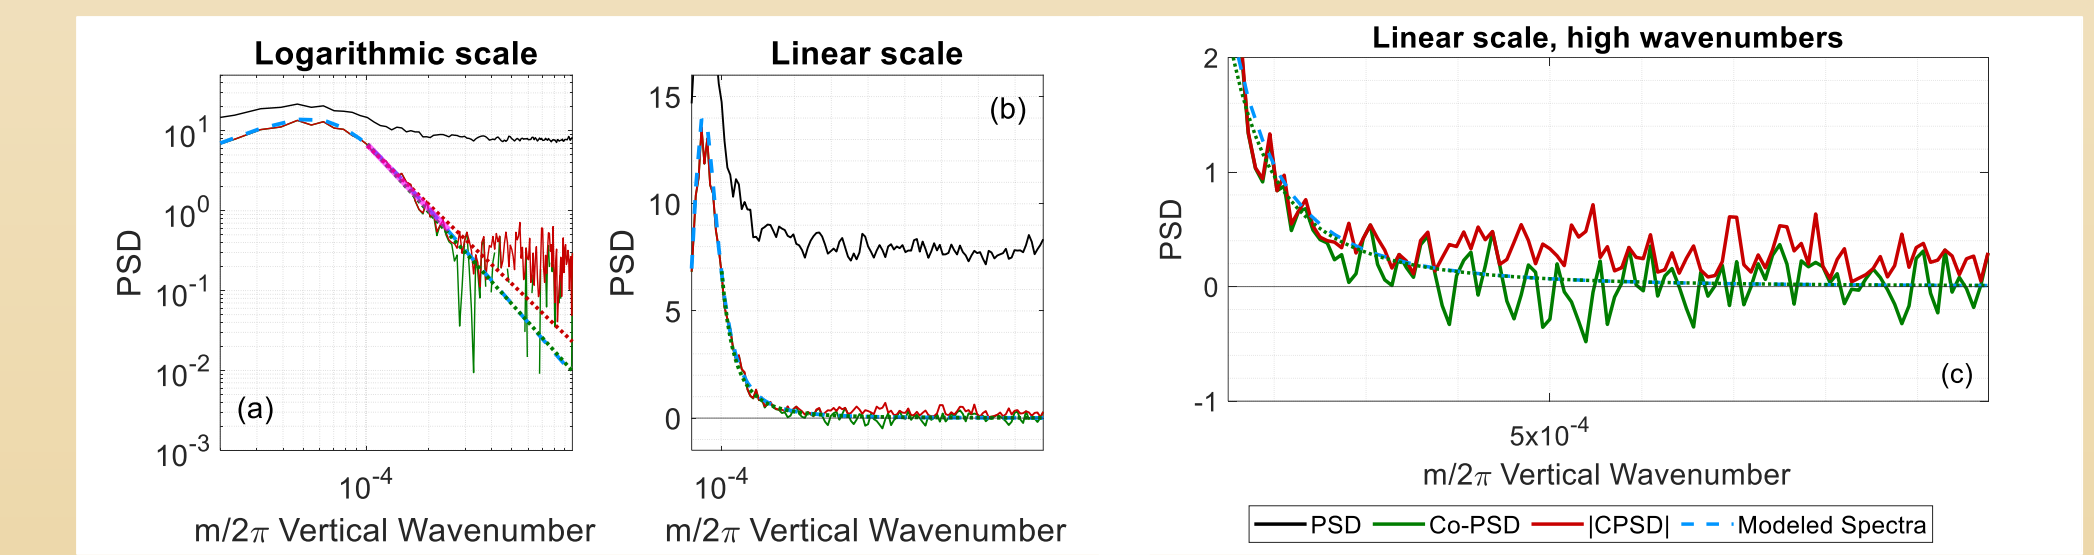 Logarithmic scale
PSD
10^1
10^0
10^-1
10^-2
10^-3
(a)
10^-4
m/2π Vertical Wavenumber
Linear scale
PSD
15
10
5
0
(b)
10^-4
m/2π Vertical Wavenumber
Linear scale, high wavenumbers
PSD
2
1
0
-1
(c)
5x10^-4
m/2π Vertical Wavenumber
PSD Co-PSD |CPSD| Modeled Spectra